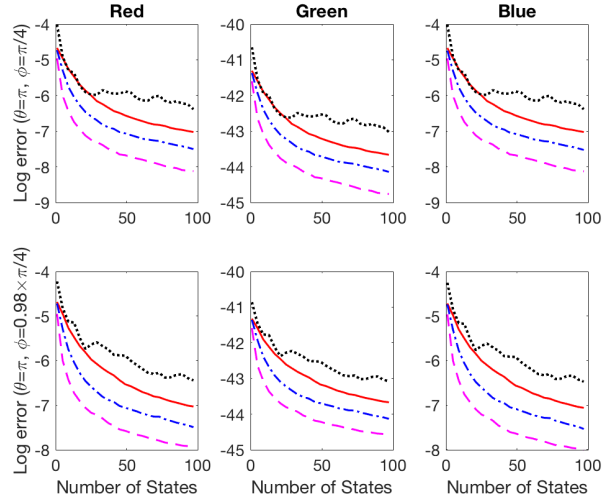 Red Green Blue
Log error (θ=π, ϕ=π/4)
-4 -5 -6 -7 -8 -9
0 50 100
-40 -41 -42 -43 -44 -45
0 50 100
-4 -5 -6 -7 -8 -9
0 50 100
Log error (θ=π, ϕ=0.98×π/4)
-4 -5 -6 -7 -8
0 50 100
Number of States
-40 -41 -42 -43 -44 -45
0 50 100
Number of States
-4 -5 -6 -7 -8
0 50 100
Number of States